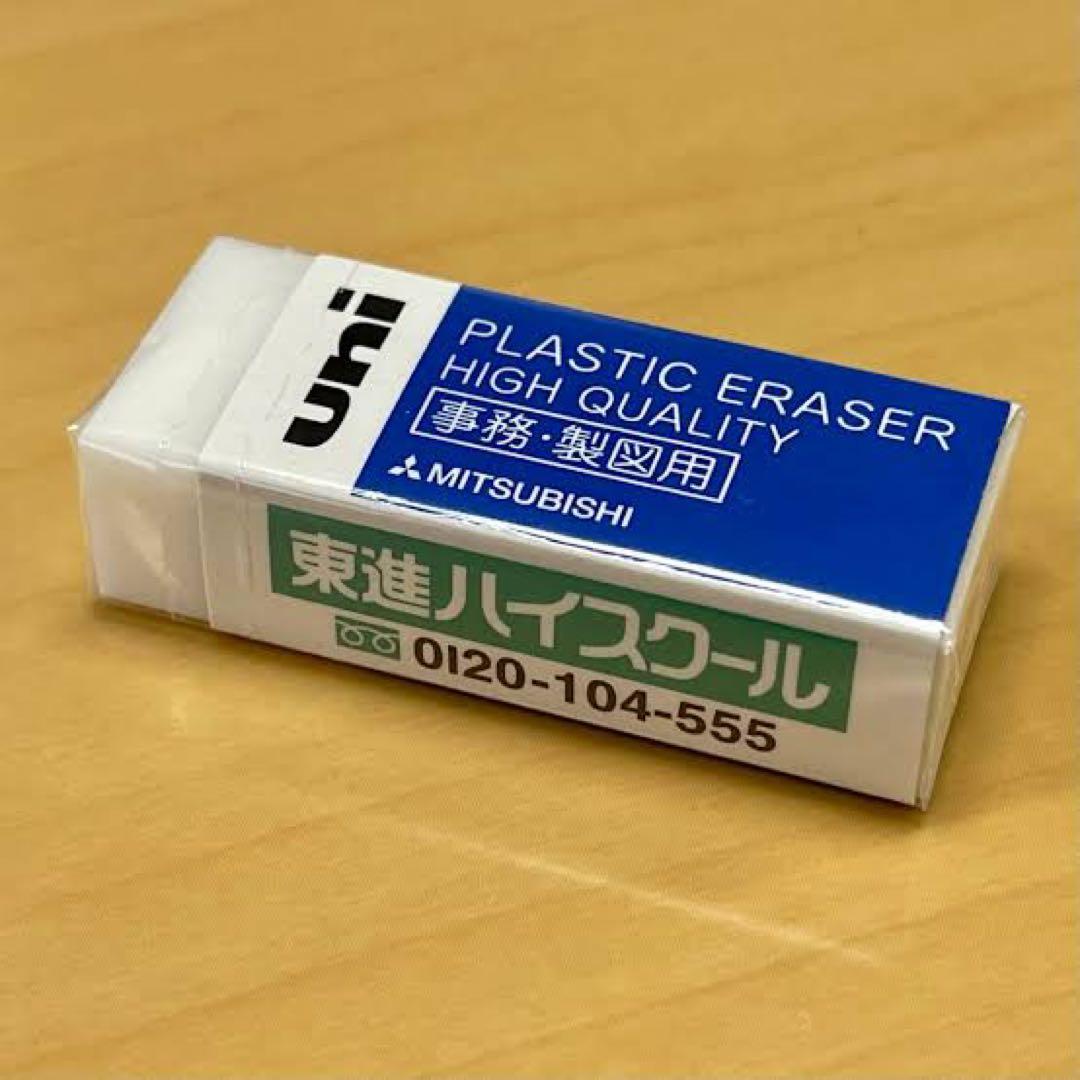 uni
PLASTIC ERASER
HIGH QUALITY
事務・製図用
MITSUBISHI
東進ハイスクール
0120-104-555